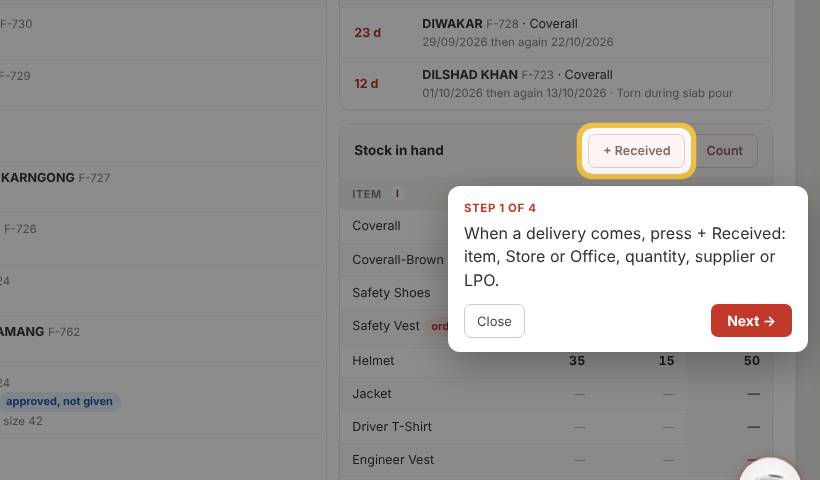 F-730
F-729
KARNGONG F-727
F-726
24
AMANG F-762
24
approved, not given
size 42
23 d
DIWAKAR F-728 · Coverall
29/09/2026 then again 22/10/2026
12 d
DILSHAD KHAN F-723 · Coverall
01/10/2026 then again 13/10/2026 · Torn during slab pour
Stock in hand
+ Received
Count
ITEM
Coverall
Coverall-Brown
Safety Shoes
Safety Vest ord
Helmet 35 15 50
Jacket — — —
Driver T-Shirt — — —
Engineer Vest — — —
STEP 1 OF 4
When a delivery comes, press + Received:
item, Store or Office, quantity, supplier or
LPO.
Close
Next →